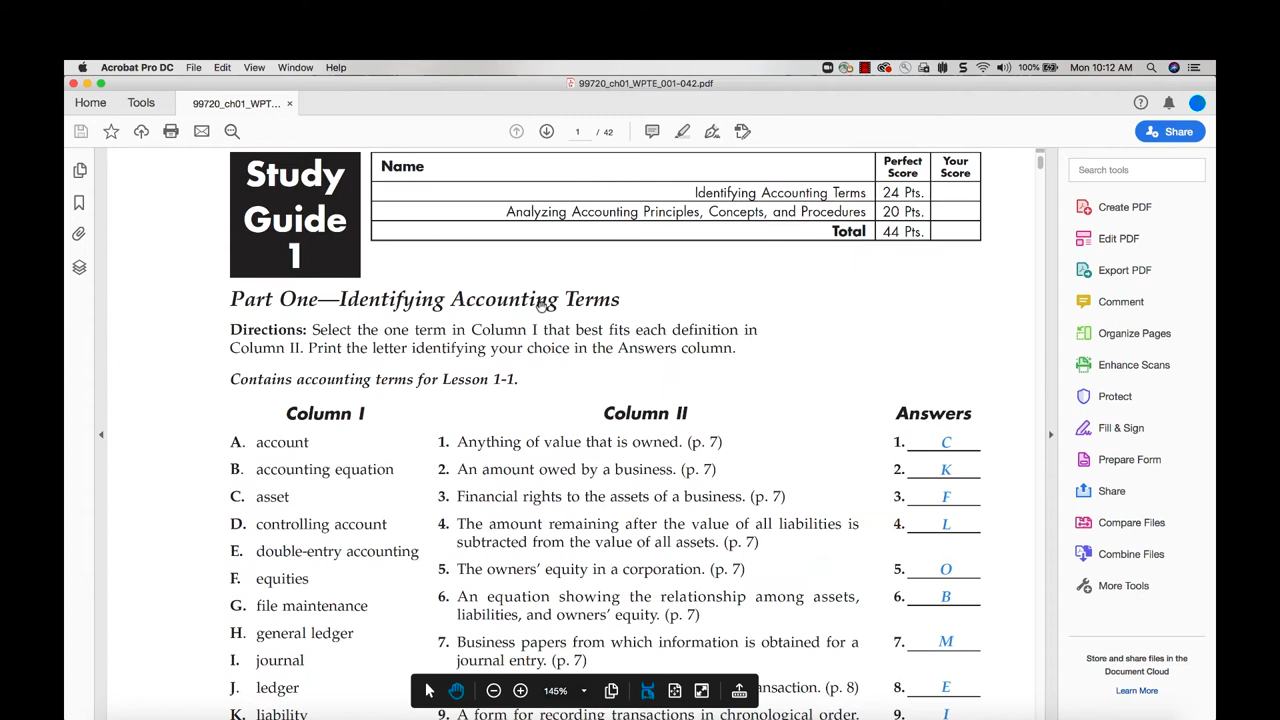 Acrobat Pro DC File Edit View Window Help 100% Mon 10:12 AM
99720_ch01_WPTE_001-042.pdf
Home Tools 99720_ch01_WPT... ×
1 / 42 Share
Study Guide 1
Name Perfect Score Your Score
Identifying Accounting Terms 24 Pts.
Analyzing Accounting Principles, Concepts, and Procedures 20 Pts.
Total 44 Pts.
Part One—Identifying Accounting Terms
Directions: Select the one term in Column I that best fits each definition in
Column II. Print the letter identifying your choice in the Answers column.
Contains accounting terms for Lesson 1-1.
Column I Column II Answers
A. account 1. Anything of value that is owned. (p. 7) 1. C
B. accounting equation 2. An amount owed by a business. (p. 7) 2. K
C. asset 3. Financial rights to the assets of a business. (p. 7) 3. F
D. controlling account 4. The amount remaining after the value of all liabilities is 4. L
subtracted from the value of all assets. (p. 7)
E. double-entry accounting
5. The owners' equity in a corporation. (p. 7) 5. O
F. equities
6. An equation showing the relationship among assets, 6. B
G. file maintenance
liabilities, and owners' equity. (p. 7)
H. general ledger
7. Business papers from which information is obtained for a 7. M
I. journal journal entry. (p. 7)
J. ledger ansaction. (p. 8) 8. E
K. liability 9. A form for recording transactions in chronological order. 9. I
145%
Search tools
Create PDF
Edit PDF
Export PDF
Comment
Organize Pages
Enhance Scans
Protect
Fill & Sign
Prepare Form
Share
Compare Files
Combine Files
More Tools
Store and share files in the
Document Cloud
Learn More